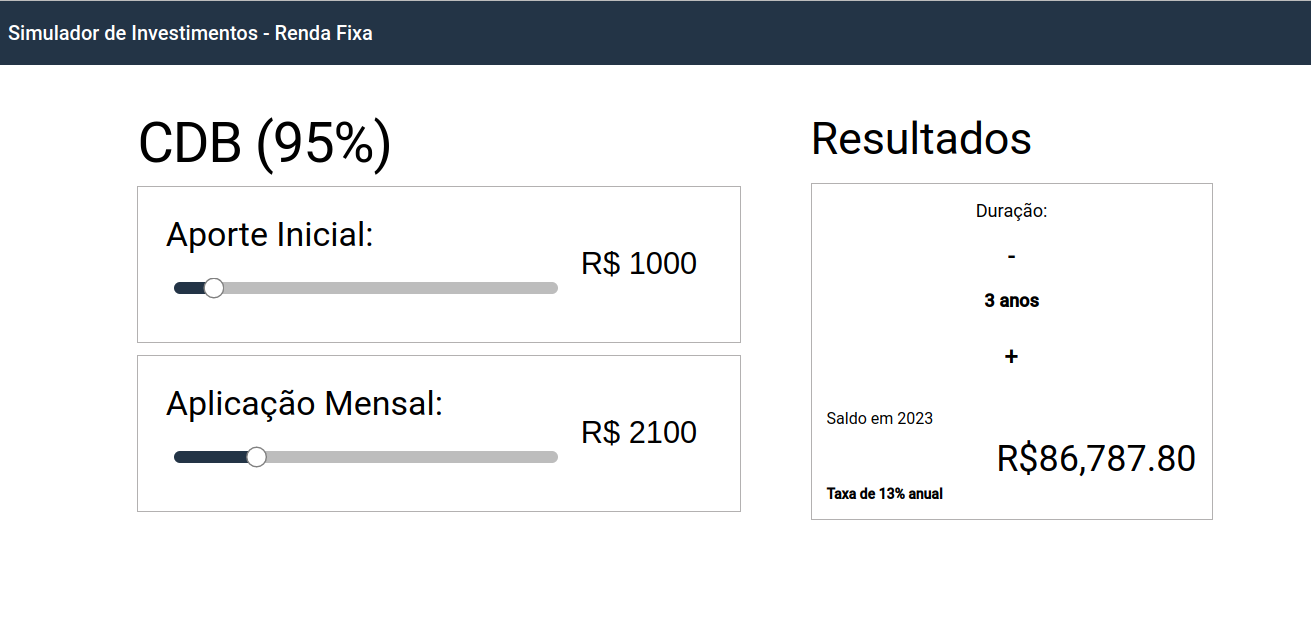 Simulador de Investimentos - Renda Fixa
CDB (95%)
Aporte Inicial:
R$ 1000
Aplicação Mensal:
R$ 2100
Resultados
Duração:
-
3 anos
+
Saldo em 2023
R$86,787.80
Taxa de 13% anual